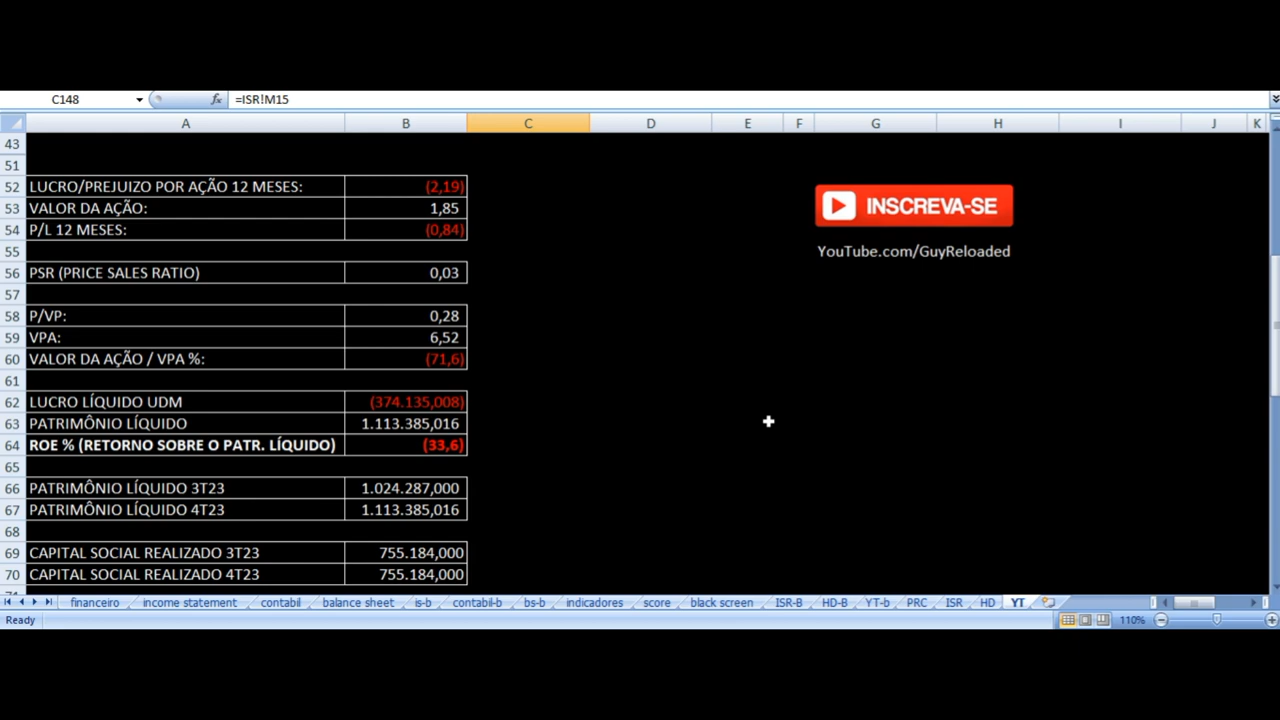 C148 fx =ISR!M15
A B C D E F G H I J K
43
51
52 LUCRO/PREJUIZO POR AÇÃO 12 MESES: (2,19)
INSCREVA-SE
53 VALOR DA AÇÃO: 1,85
54 P/L 12 MESES: (0,84)
55
YouTube.com/GuyReloaded
56 PSR (PRICE SALES RATIO) 0,03
57
58 P/VP: 0,28
59 VPA: 6,52
60 VALOR DA AÇÃO / VPA %: (71,6)
61
62 LUCRO LÍQUIDO UDM (374.135,008)
63 PATRIMÔNIO LÍQUIDO 1.113.385,016
64 ROE % (RETORNO SOBRE O PATR. LÍQUIDO) (33,6)
65
66 PATRIMÔNIO LÍQUIDO 3T23 1.024.287,000
67 PATRIMÔNIO LÍQUIDO 4T23 1.113.385,016
68
69 CAPITAL SOCIAL REALIZADO 3T23 755.184,000
70 CAPITAL SOCIAL REALIZADO 4T23 755.184,000
financeiro income statement contabil balance sheet is-b contabil-b bs-b indicadores score black screen ISR-B HD-B YT-b PRC ISR HD YT
Ready 110%